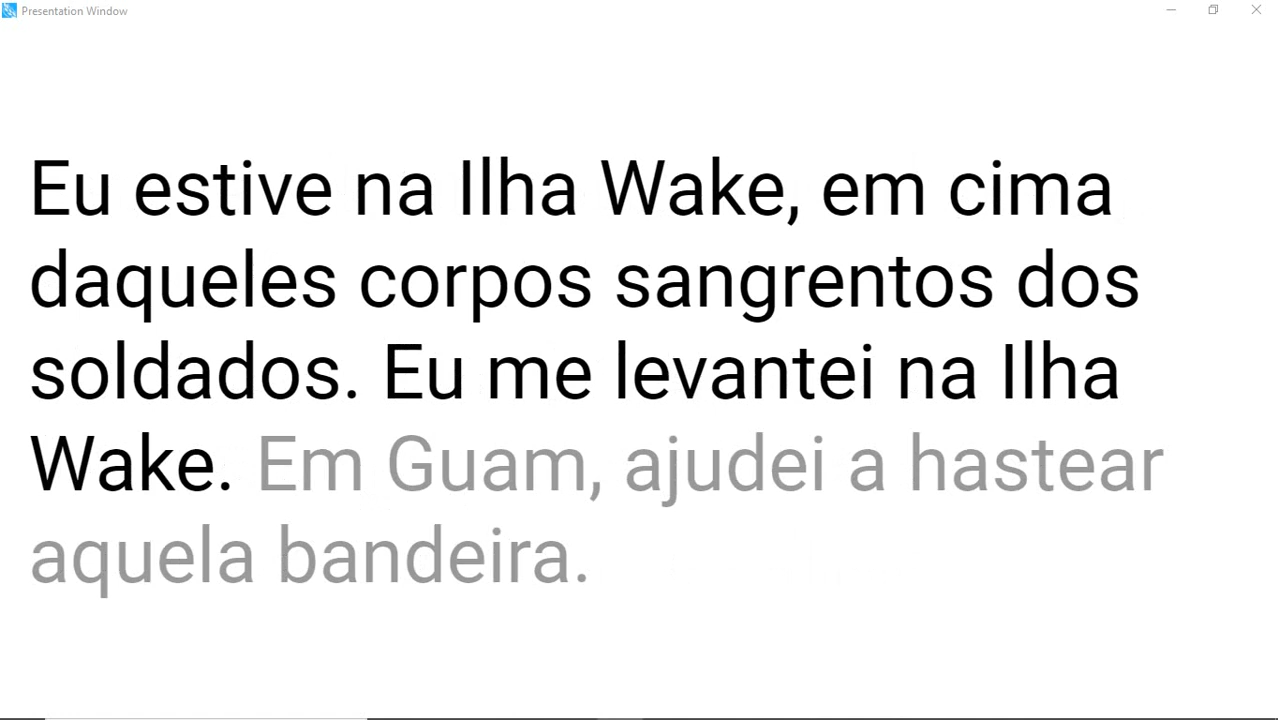 Presentation Window
Eu estive na Ilha Wake, em cima
daqueles corpos sangrentos dos
soldados. Eu me levantei na Ilha
Wake. Em Guam, ajudei a hastear
aquela bandeira.